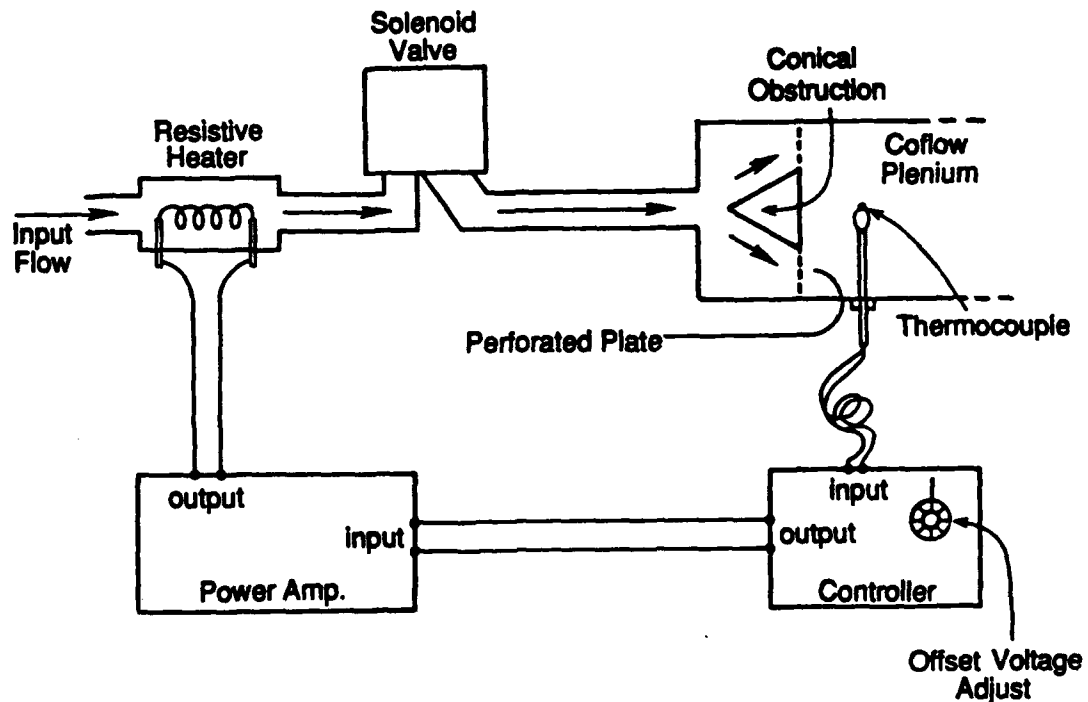 Solenoid
Valve
Conical
Obstruction
Resistive
Heater
Coflow
Plenium
Input
Flow
Thermocouple
Perforated Plate
output
input
input
output
Power Amp.
Controller
Offset Voltage
Adjust